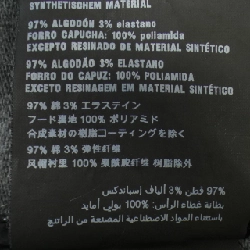 SYNTHETISCHEM MATERIAL
97% ALGODÓN 3% elastano
FORRO CAPUCHA: 100% poliamida
EXCEPTO RESINADO DE MATERIAL SINTÉTICO
97% ALGODÃO 3% ELASTANO
FORRO DO CAPUZ: 100% POLIAMIDA
EXCETO RESINAGEM EM MATERIAL SINTÉTICO
97% 綿 3% エラステイン
フード裏地 100% ポリアミド
合成素材の樹脂コーティングを除く
97% 棉 3% 弹性纤维
风帽衬里 100% 聚酰胺纤维 树脂除外
97% قطن 3% ألياف إسباندكس
بطانة غطاء الرأس: 100% بولي أمايد
باستثناء المواد الاصطناعية المصنعة من الراتنج